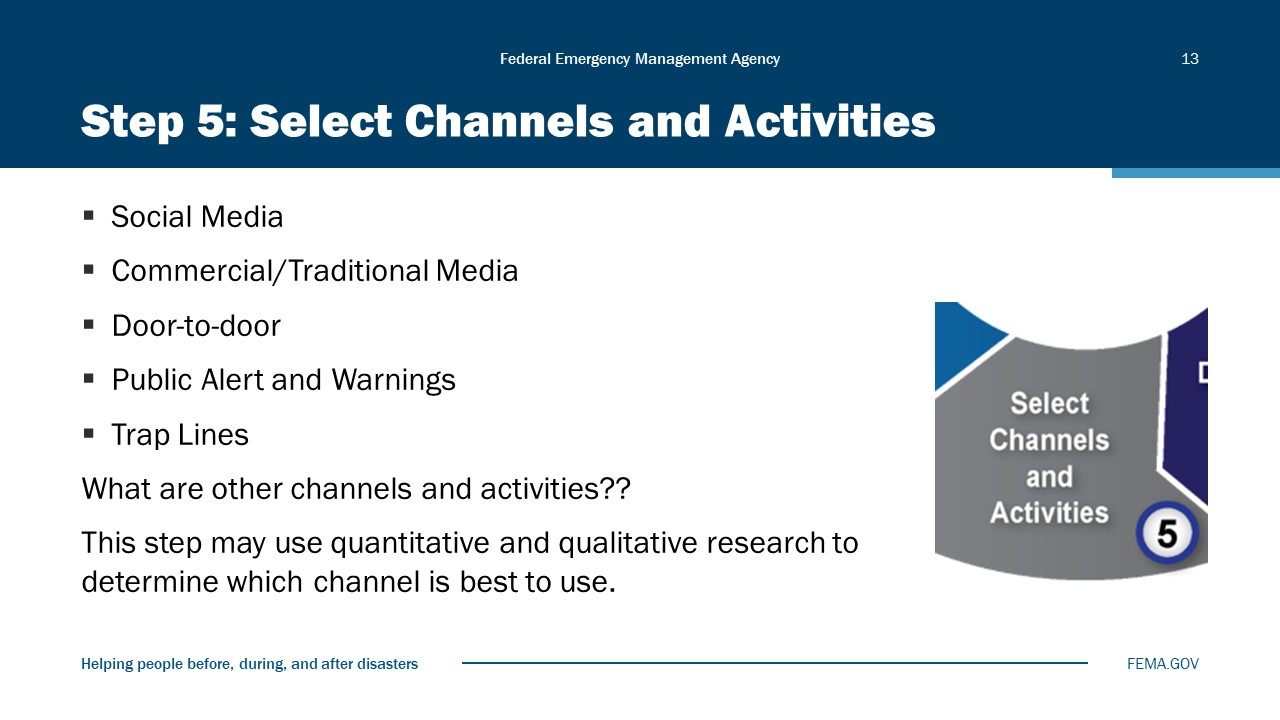 Federal Emergency Management Agency
13
Step 5: Select Channels and Activities
▪ Social Media
▪ Commercial/Traditional Media
▪ Door-to-door
▪ Public Alert and Warnings
▪ Trap Lines
What are other channels and activities??
This step may use quantitative and qualitative research to
determine which channel is best to use.
Select
Channels
and
Activities
5
Helping people before, during, and after disasters
FEMA.GOV